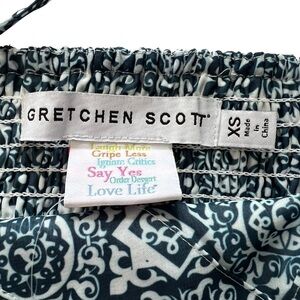 GRETCHEN SCOTT
XS
Made
in
China
Laugh More
Gripe Less
Ignore Critics
Say Yes
Order Dessert
Love Life